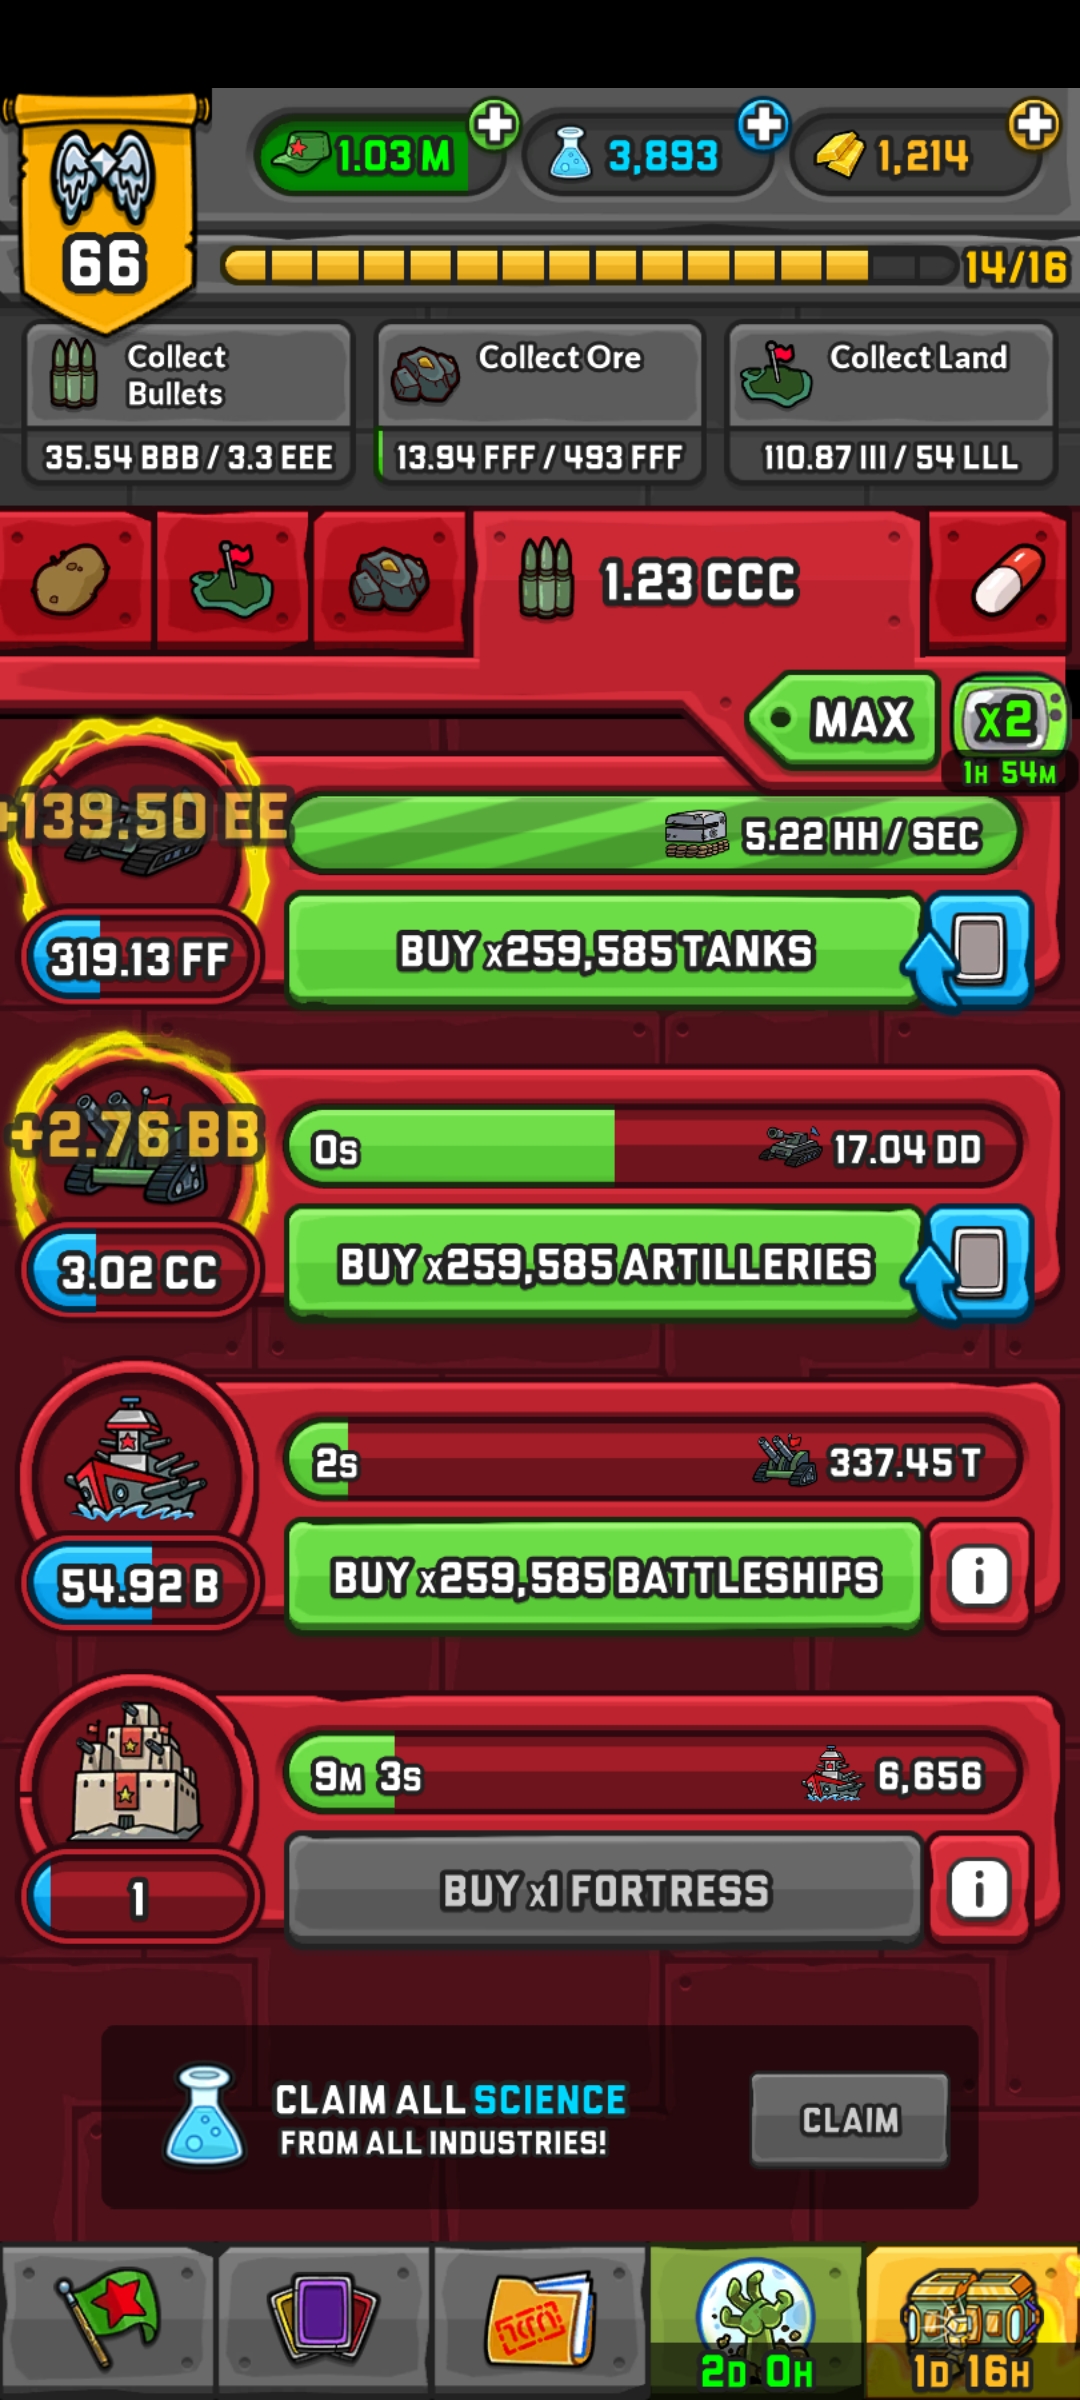 66
1.03 M
3,893
1,214
14/16
Collect
Bullets
35.54 BBB / 3.3 EEE
Collect Ore
13.94 FFF / 493 FFF
Collect Land
110.87 III / 54 LLL
1.23 CCC
MAX
x2
1H 54M
+139.50 EE
5.22 HH / SEC
319.13 FF
BUY x259,585 TANKS
+2.76 BB
0s
17.04 DD
3.02 CC
BUY x259,585 ARTILLERIES
2s
337.45 T
54.92 B
BUY x259,585 BATTLESHIPS
i
9M 3s
6,656
1
BUY x1 FORTRESS
i
CLAIM ALL SCIENCE
FROM ALL INDUSTRIES!
CLAIM
2D 0H
1D 16H